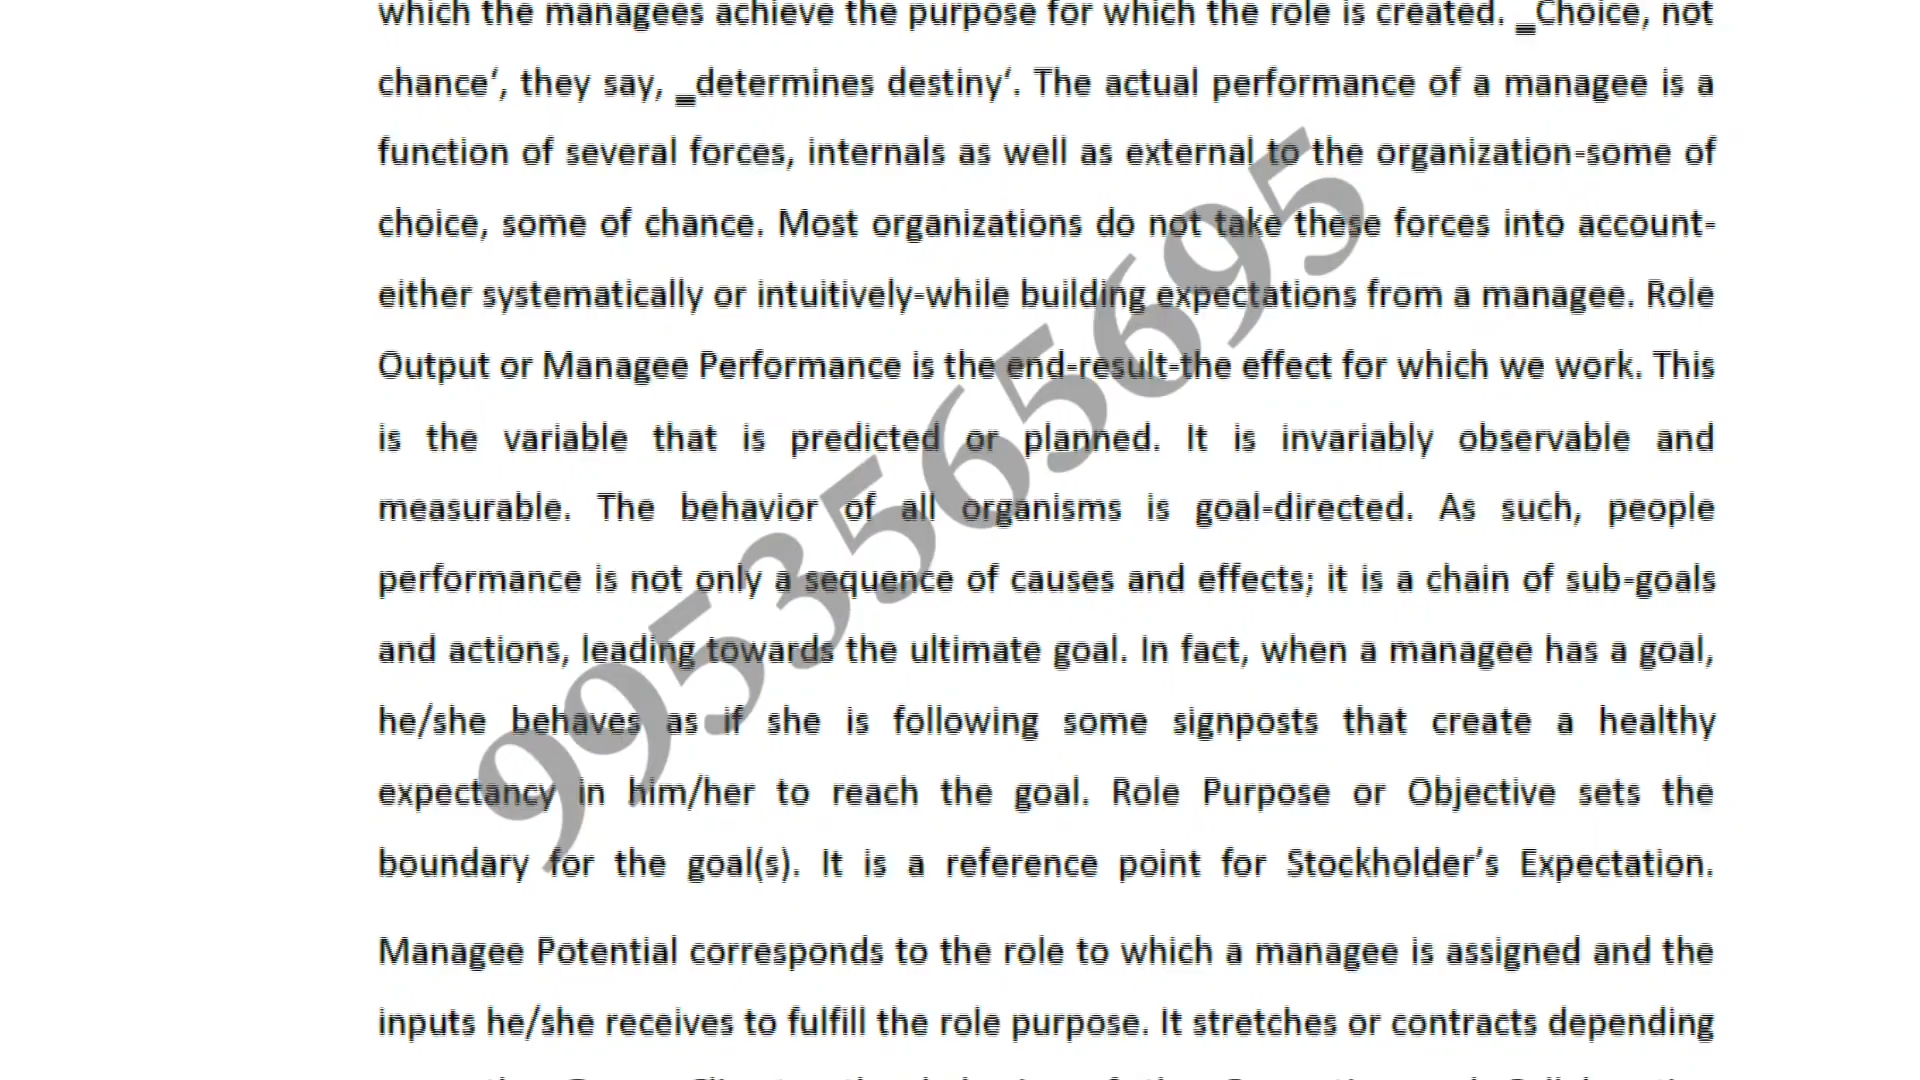 which the managees achieve the purpose for which the role is created. ‗Choice, not
chance‘, they say, ‗determines destiny‘. The actual performance of a managee is a
function of several forces, internals as well as external to the organization-some of
choice, some of chance. Most organizations do not take these forces into account-
either systematically or intuitively-while building expectations from a managee. Role
Output or Managee Performance is the end-result-the effect for which we work. This
is the variable that is predicted or planned. It is invariably observable and
measurable. The behavior of all organisms is goal-directed. As such, people
performance is not only a sequence of causes and effects; it is a chain of sub-goals
and actions, leading towards the ultimate goal. In fact, when a managee has a goal,
he/she behaves as if she is following some signposts that create a healthy
expectancy in him/her to reach the goal. Role Purpose or Objective sets the
boundary for the goal(s). It is a reference point for Stockholder’s Expectation.
Managee Potential corresponds to the role to which a managee is assigned and the
inputs he/she receives to fulfill the role purpose. It stretches or contracts depending
9953565695